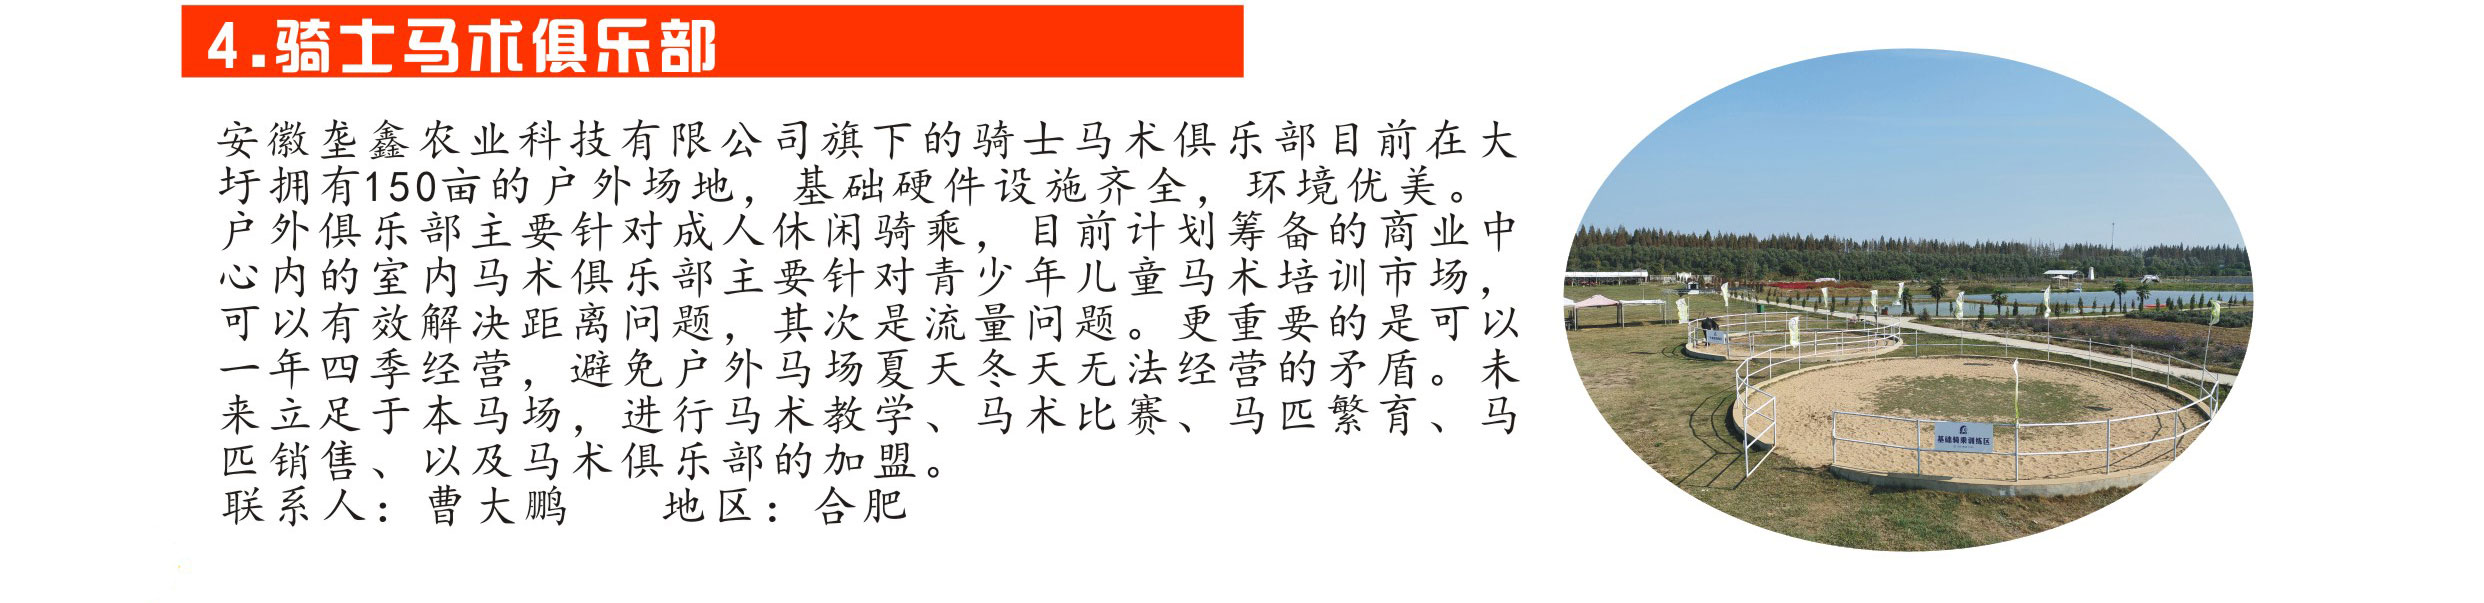 4.骑士马术俱乐部
安徽垄鑫农业科技有限公司旗下的骑士马术俱乐部目前在大
圩拥有150亩的户外场地，基础硬件设施齐全，环境优美。
户外俱乐部主要针对成人休闲骑乘，目前计划筹备的商业中
心内的室内马术俱乐部主要针对青少年儿童马术培训市场，
可以有效解决距离问题，其次是流量问题。更重要的是可以
一年四季经营，避免户外马场夏天冬天无法经营的矛盾。未
来立足于本马场，进行马术教学、马术比赛、马匹繁育、马
匹销售、以及马术俱乐部的加盟。
联系人：曹大鹏 地区：合肥
基础骑乘训练区